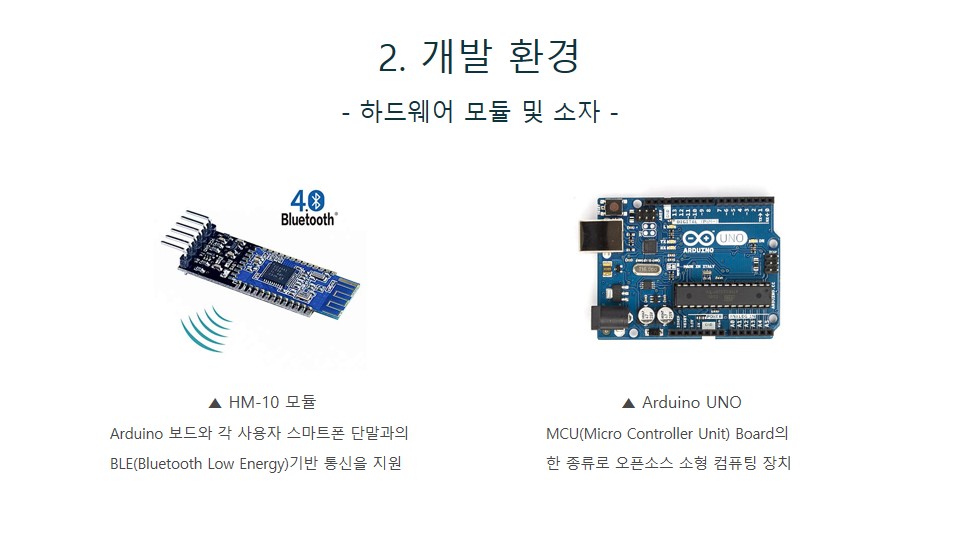 2. 개발 환경
- 하드웨어 모듈 및 소자 -
4.0
Bluetooth®
UNO
ARDUINO
MADE IN ITALY
▲ HM-10 모듈
Arduino 보드와 각 사용자 스마트폰 단말과의
BLE(Bluetooth Low Energy)기반 통신을 지원
▲ Arduino UNO
MCU(Micro Controller Unit) Board의
한 종류로 오픈소스 소형 컴퓨팅 장치